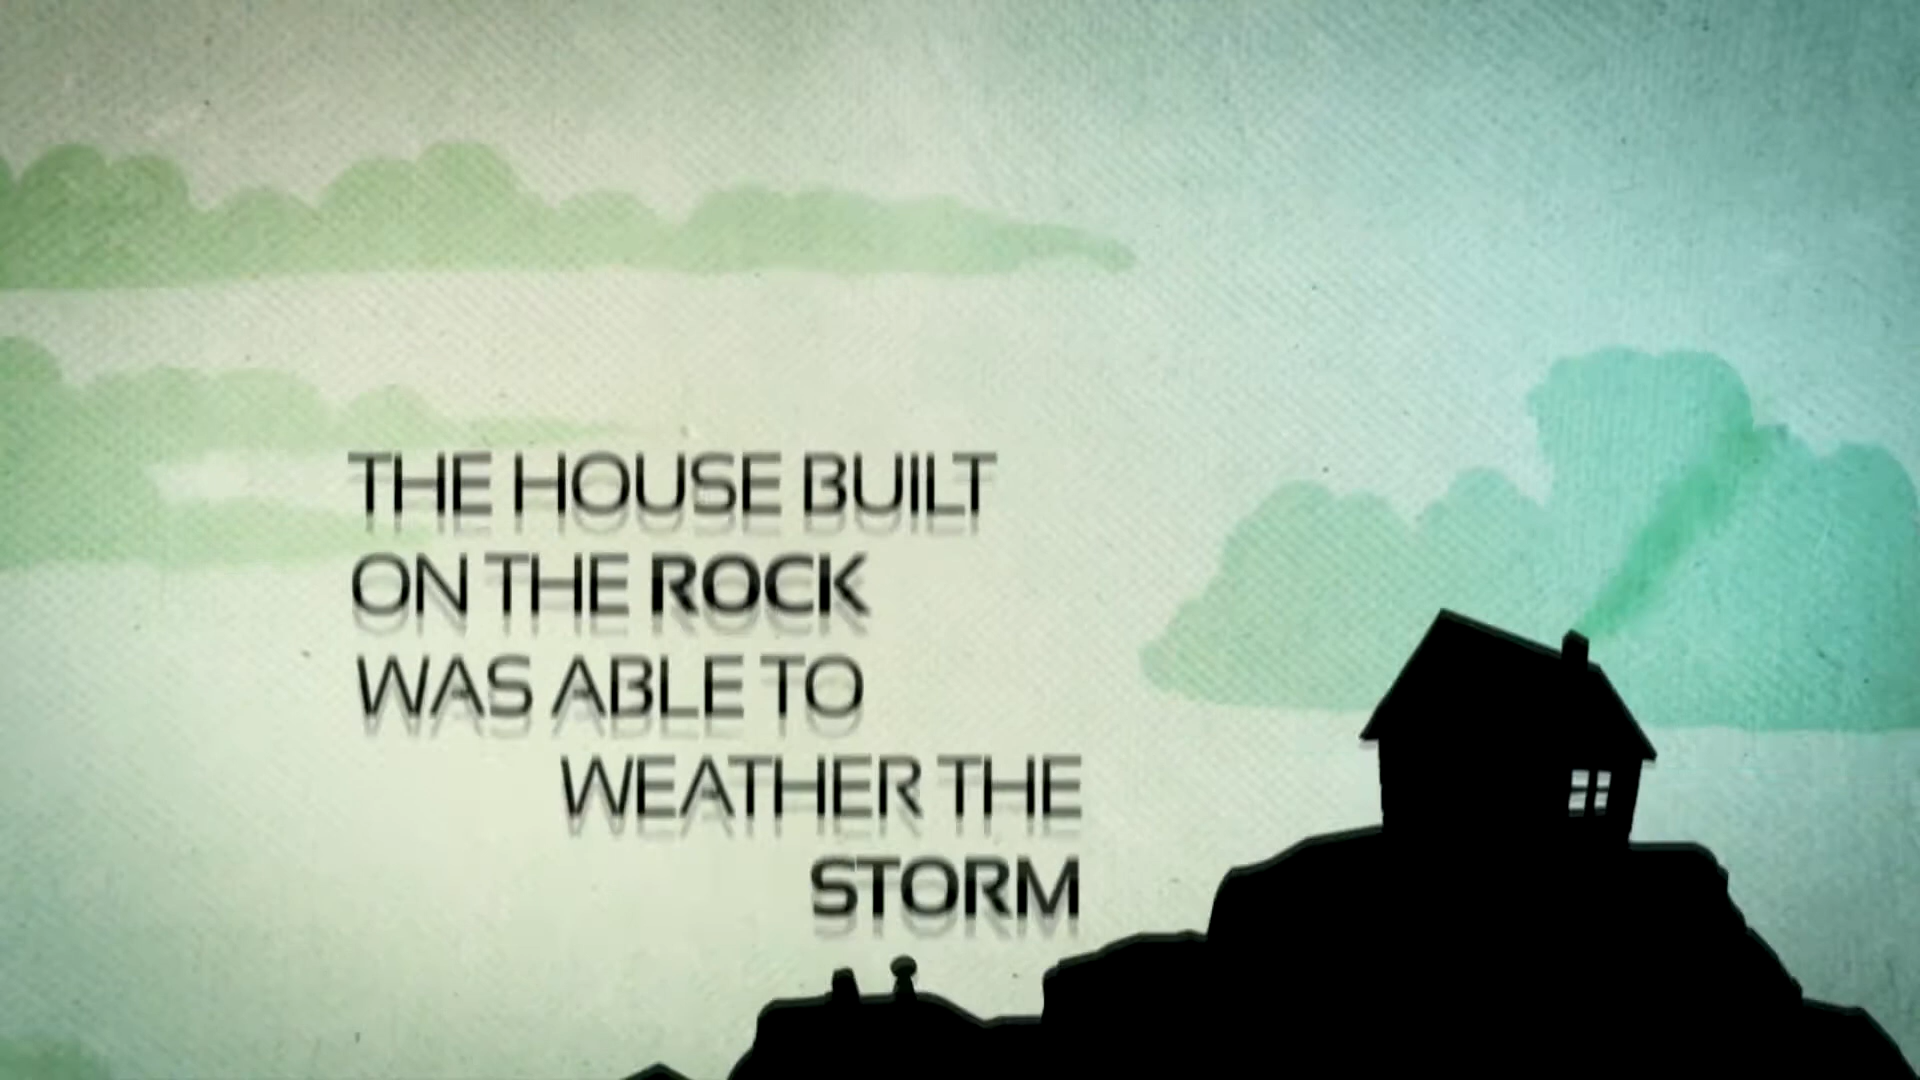 THE HOUSE BUILT
ON THE ROCK
WAS ABLE TO
WEATHER THE
STORM